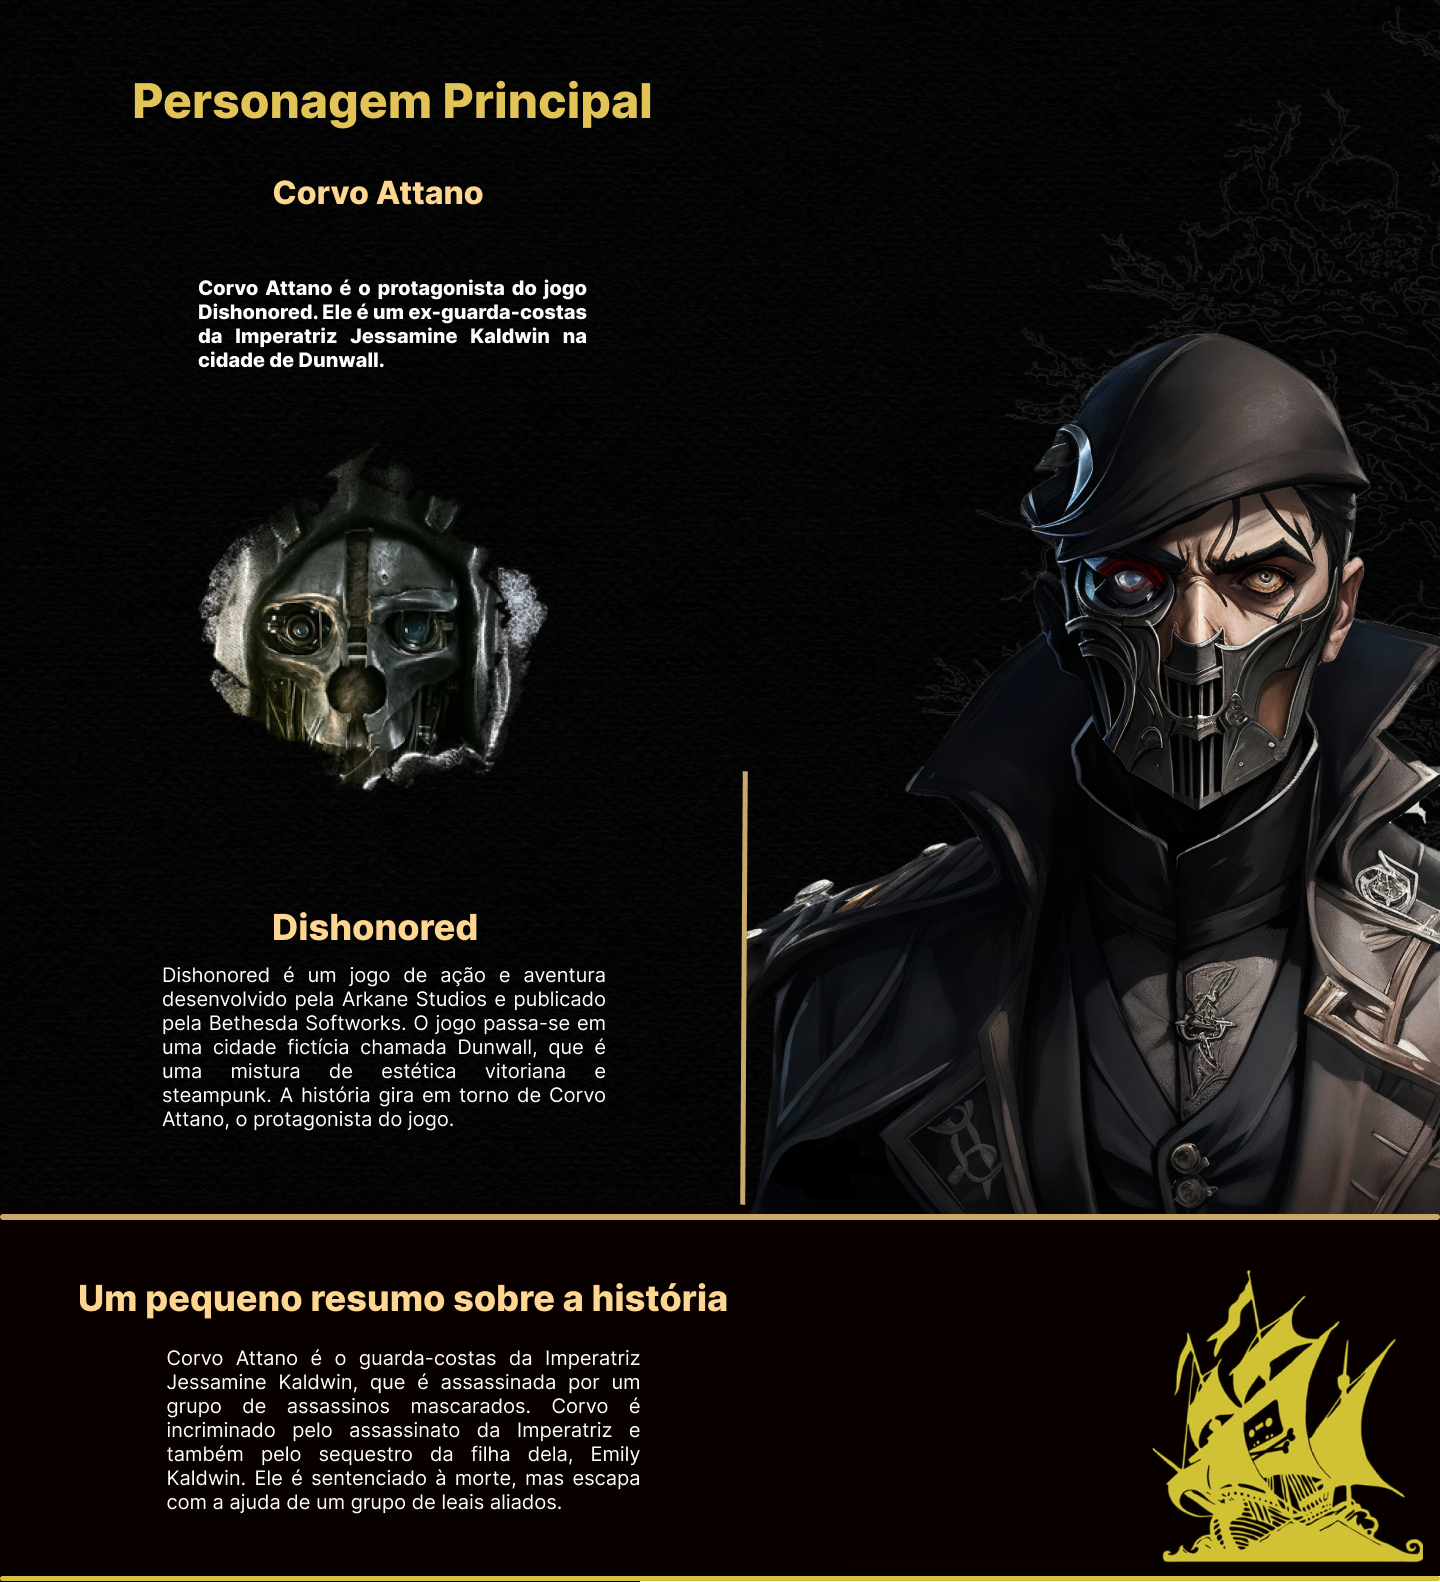 Personagem Principal
Corvo Attano
Corvo Attano é o protagonista do jogo
Dishonored. Ele é um ex-guarda-costas
da Imperatriz Jessamine Kaldwin na
cidade de Dunwall.
Dishonored
Dishonored é um jogo de ação e aventura
desenvolvido pela Arkane Studios e publicado
pela Bethesda Softworks. O jogo passa-se em
uma cidade fictícia chamada Dunwall, que é
uma mistura de estética vitoriana e
steampunk. A história gira em torno de Corvo
Attano, o protagonista do jogo.
Um pequeno resumo sobre a história
Corvo Attano é o guarda-costas da Imperatriz
Jessamine Kaldwin, que é assassinada por um
grupo de assassinos mascarados. Corvo é
incriminado pelo assassinato da Imperatriz e
também pelo sequestro da filha dela, Emily
Kaldwin. Ele é sentenciado à morte, mas escapa
com a ajuda de um grupo de leais aliados.